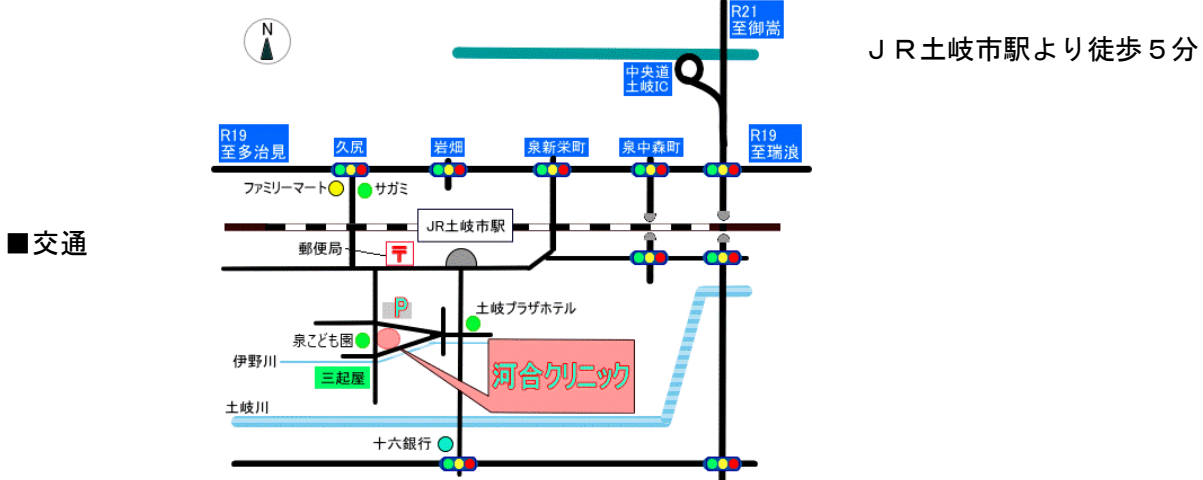 R21
至御嵩
N
ＪＲ土岐市駅より徒歩５分
中央道
土岐IC
R19
至多治見
久尻
岩畑
泉新栄町
泉中森町
R19
至瑞浪
ファミリーマート
サガミ
JR土岐市駅
■交通
郵便局
〒
P
土岐プラザホテル
泉こども園
伊野川
三起屋
河合クリニック
土岐川
十六銀行